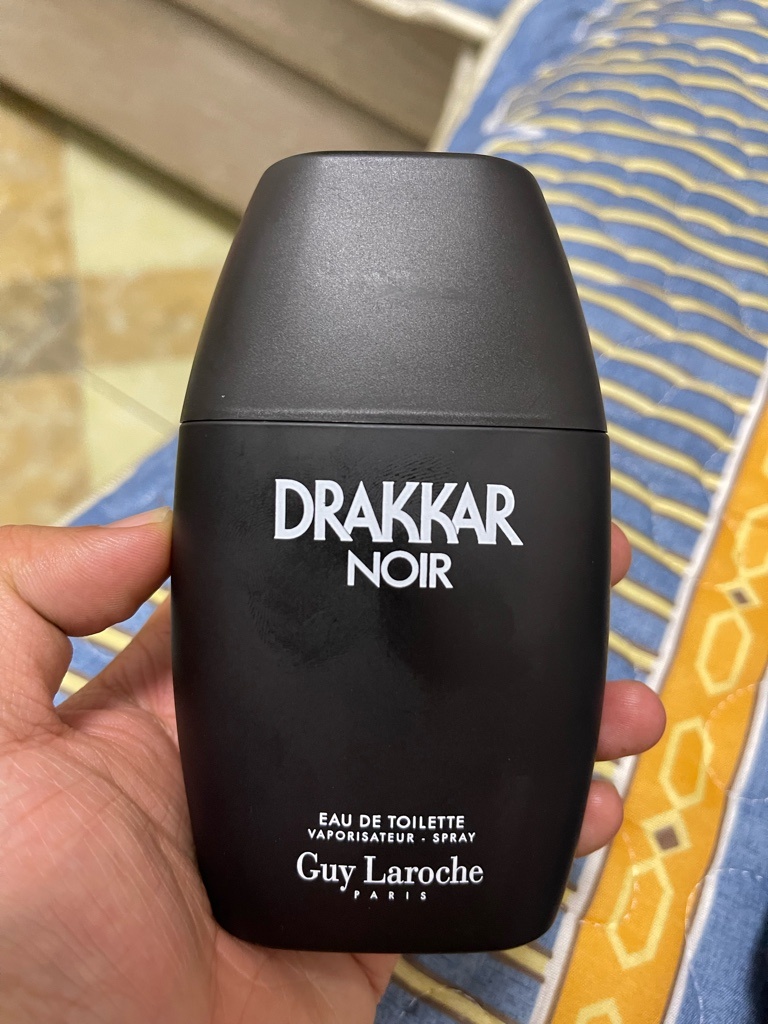 DRAKKAR
NOIR
EAU DE TOILETTE
VAPORISATEUR - SPRAY
Guy Laroche
PARIS